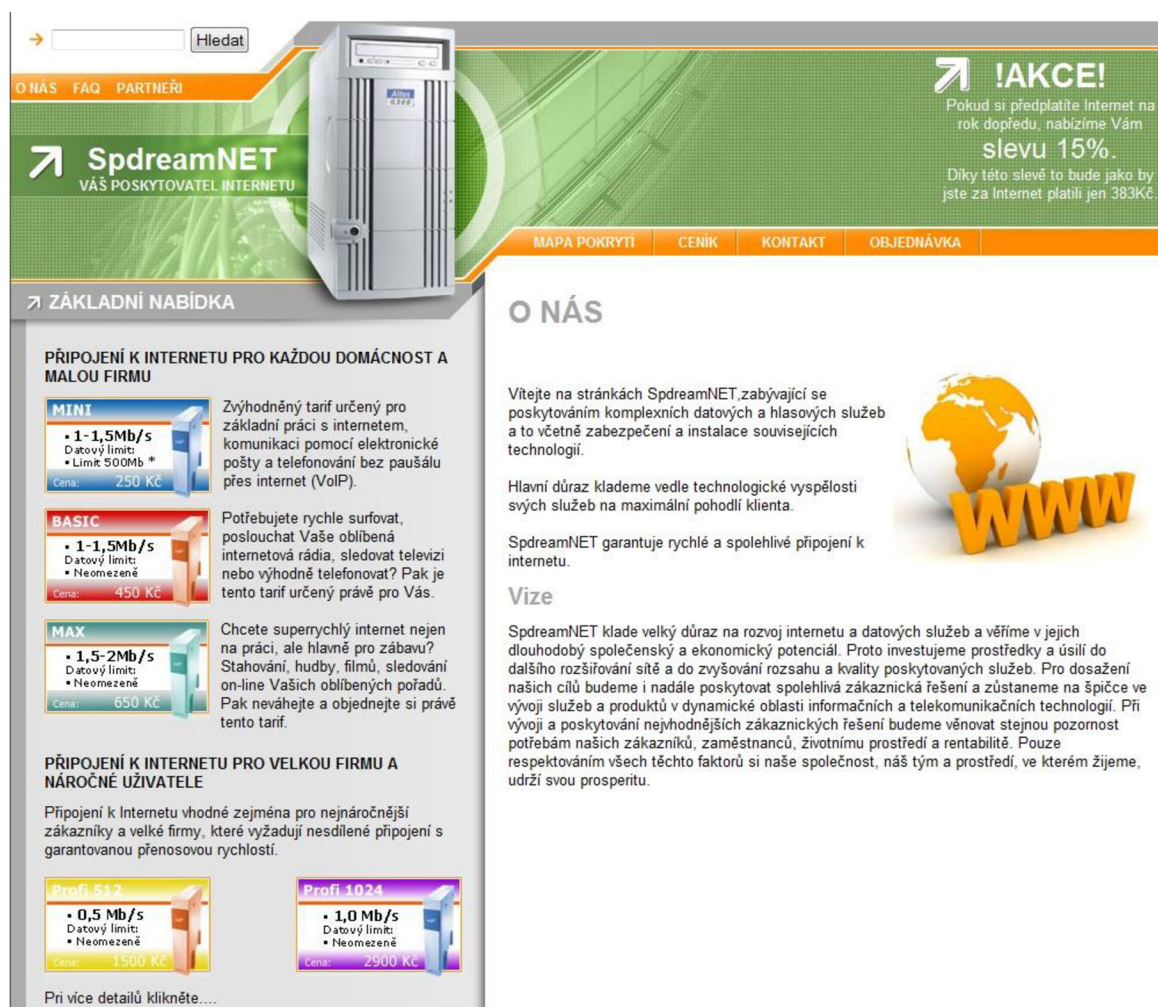 Hledat
O NÁS FAQ PARTNEŘI
SpdreamNET
VÁŠ POSKYTOVATEL INTERNETU
Altos
G300
!AKCE!
Pokud si předplatíte Internet na
rok dopředu, nabízíme Vám
slevu 15%.
Díky této slevě to bude jako by
jste za Internet platili jen 383Kč.
MAPA POKRYTÍ CENÍK KONTAKT OBJEDNÁVKA
ZÁKLADNÍ NABÍDKA
PŘIPOJENÍ K INTERNETU PRO KAŽDOU DOMÁCNOST A
MALOU FIRMU
MINI
▪ 1-1,5Mb/s
Datový limit:
▪ Limit 500Mb *
Cena: 250 Kč
Zvýhodněný tarif určený pro
základní práci s internetem,
komunikaci pomocí elektronické
pošty a telefonování bez paušálu
přes internet (VoIP).
BASIC
▪ 1-1,5Mb/s
Datový limit:
▪ Neomezeně
Cena: 450 Kč
Potřebujete rychle surfovat,
poslouchat Vaše oblíbená
internetová rádia, sledovat televizi
nebo výhodně telefonovat? Pak je
tento tarif určený právě pro Vás.
MAX
▪ 1,5-2Mb/s
Datový limit:
▪ Neomezeně
Cena: 650 Kč
Chcete superrychlý internet nejen
na práci, ale hlavně pro zábavu?
Stahování, hudby, filmů, sledování
on-line Vašich oblíbených pořadů.
Pak neváhejte a objednejte si právě
tento tarif.
PŘIPOJENÍ K INTERNETU PRO VELKOU FIRMU A
NÁROČNÉ UŽIVATELE
Připojení k Internetu vhodné zejména pro nejnáročnější
zákazníky a velké firmy, které vyžadují nesdílené připojení s
garantovanou přenosovou rychlostí.
Profi 512
▪ 0,5 Mb/s
Datový limit:
▪ Neomezeně
Cena: 1500 Kč
Profi 1024
▪ 1,0 Mb/s
Datový limit:
▪ Neomezeně
Cena: 2900 Kč
Pri více detailů klikněte....
O NÁS
Vítejte na stránkách SpdreamNET,zabývající se
poskytováním komplexních datových a hlasových služeb
a to včetně zabezpečení a instalace souvisejících
technologií.
Hlavní důraz klademe vedle technologické vyspělosti
svých služeb na maximální pohodlí klienta.
SpdreamNET garantuje rychlé a spolehlivé připojení k
internetu.
WWW
Vize
SpdreamNET klade velký důraz na rozvoj internetu a datových služeb a věříme v jejich
dlouhodobý společenský a ekonomický potenciál. Proto investujeme prostředky a úsilí do
dalšího rozšiřování sítě a do zvyšování rozsahu a kvality poskytovaných služeb. Pro dosažení
našich cílů budeme i nadále poskytovat spolehlivá zákaznická řešení a zůstaneme na špičce ve
vývoji služeb a produktů v dynamické oblasti informačních a telekomunikačních technologií. Při
vývoji a poskytování nejvhodnějších zákaznických řešení budeme věnovat stejnou pozornost
potřebám našich zákazníků, zaměstnanců, životnímu prostředí a rentabilitě. Pouze
respektováním všech těchto faktorů si naše společnost, náš tým a prostředí, ve kterém žijeme,
udrží svou prosperitu.